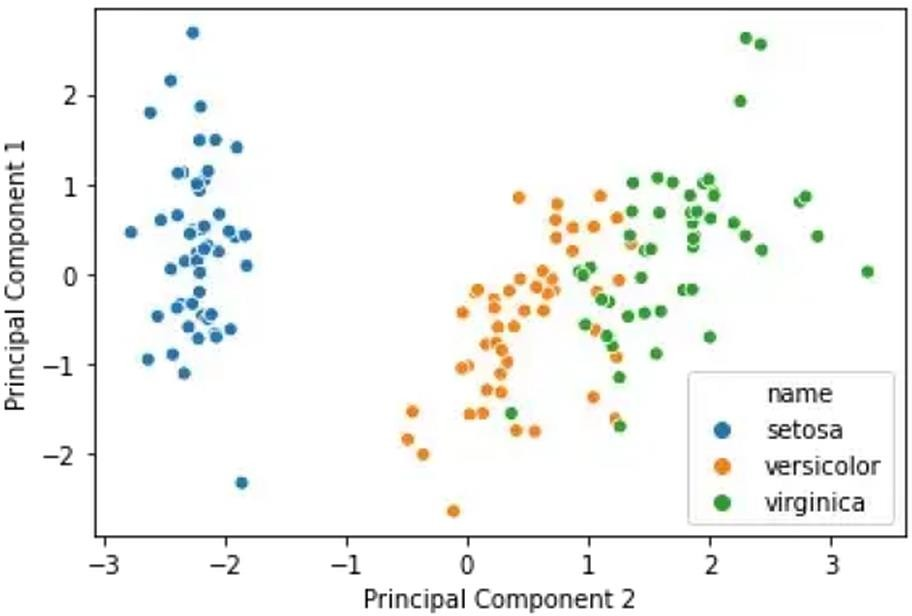 Principal Component 1
2
1
0
−1
−2
−3
−2
−1
0
1
2
3
Principal Component 2
name
setosa
versicolor
virginica